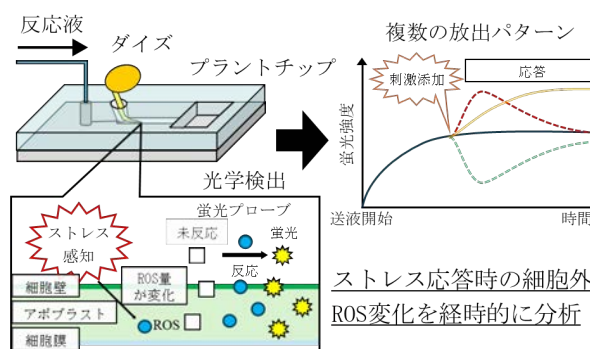 反応液
ダイズ
プラントチップ
光学検出
ストレス
感知
蛍光プローブ
未反応
蛍光
反応
ROS量
が変化
細胞壁
アポプラスト
細胞膜
ROS
複数の放出パターン
刺激添加
応答
蛍光強度
送液開始
時間
ストレス応答時の細胞外
ROS変化を経時的に分析